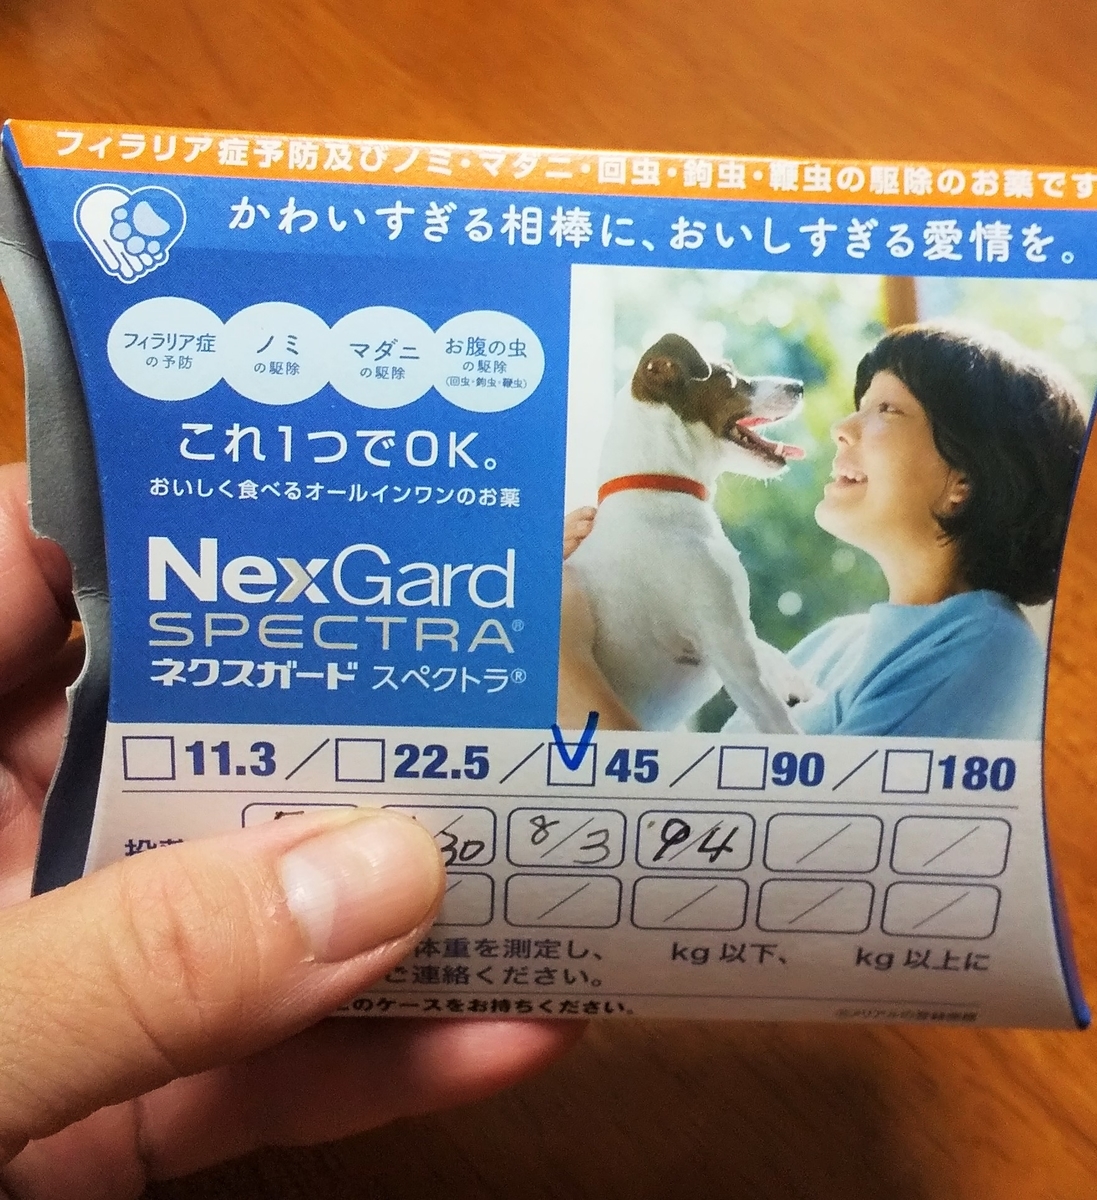 フィラリア症予防及びノミ・マダニ・回虫・鉤虫・鞭虫の駆除のお薬です
かわいすぎる相棒に、おいしすぎる愛情を。
フィラリア症の予防
ノミの駆除
マダニの駆除
お腹の虫の駆除
(回虫・鉤虫・鞭虫)
これ1つでOK。
おいしく食べるオールインワンのお薬
NexGard
SPECTRA®
ネクスガード スペクトラ®
11.3 / 22.5 / 45 / 90 / 180
/30 8/3 9/4 / /
/ / / / /
体重を測定し、 kg 以下、 kg 以上に
ご連絡ください。
このケースをお持ちください。